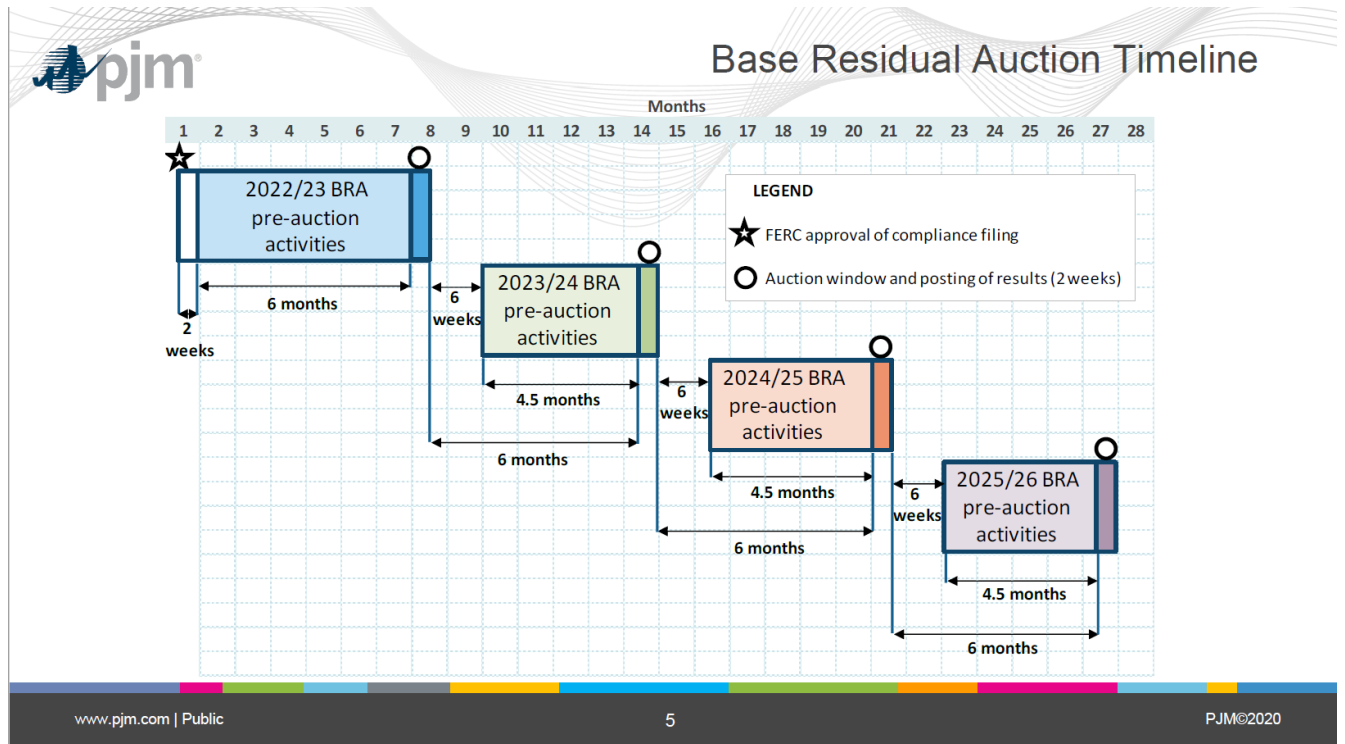 pjm
Base Residual Auction Timeline
Months
1 2 3 4 5 6 7 8 9 10 11 12 13 14 15 16 17 18 19 20 21 22 23 24 25 26 27 28
2022/23 BRA
pre-auction
activities
6 months
2
weeks
6
weeks
2023/24 BRA
pre-auction
activities
4.5 months
6 months
LEGEND
FERC approval of compliance filing
Auction window and posting of results (2 weeks)
6
weeks
2024/25 BRA
pre-auction
activities
4.5 months
6 months
6
weeks
2025/26 BRA
pre-auction
activities
4.5 months
6 months
www.pjm.com | Public
5
PJM©2020